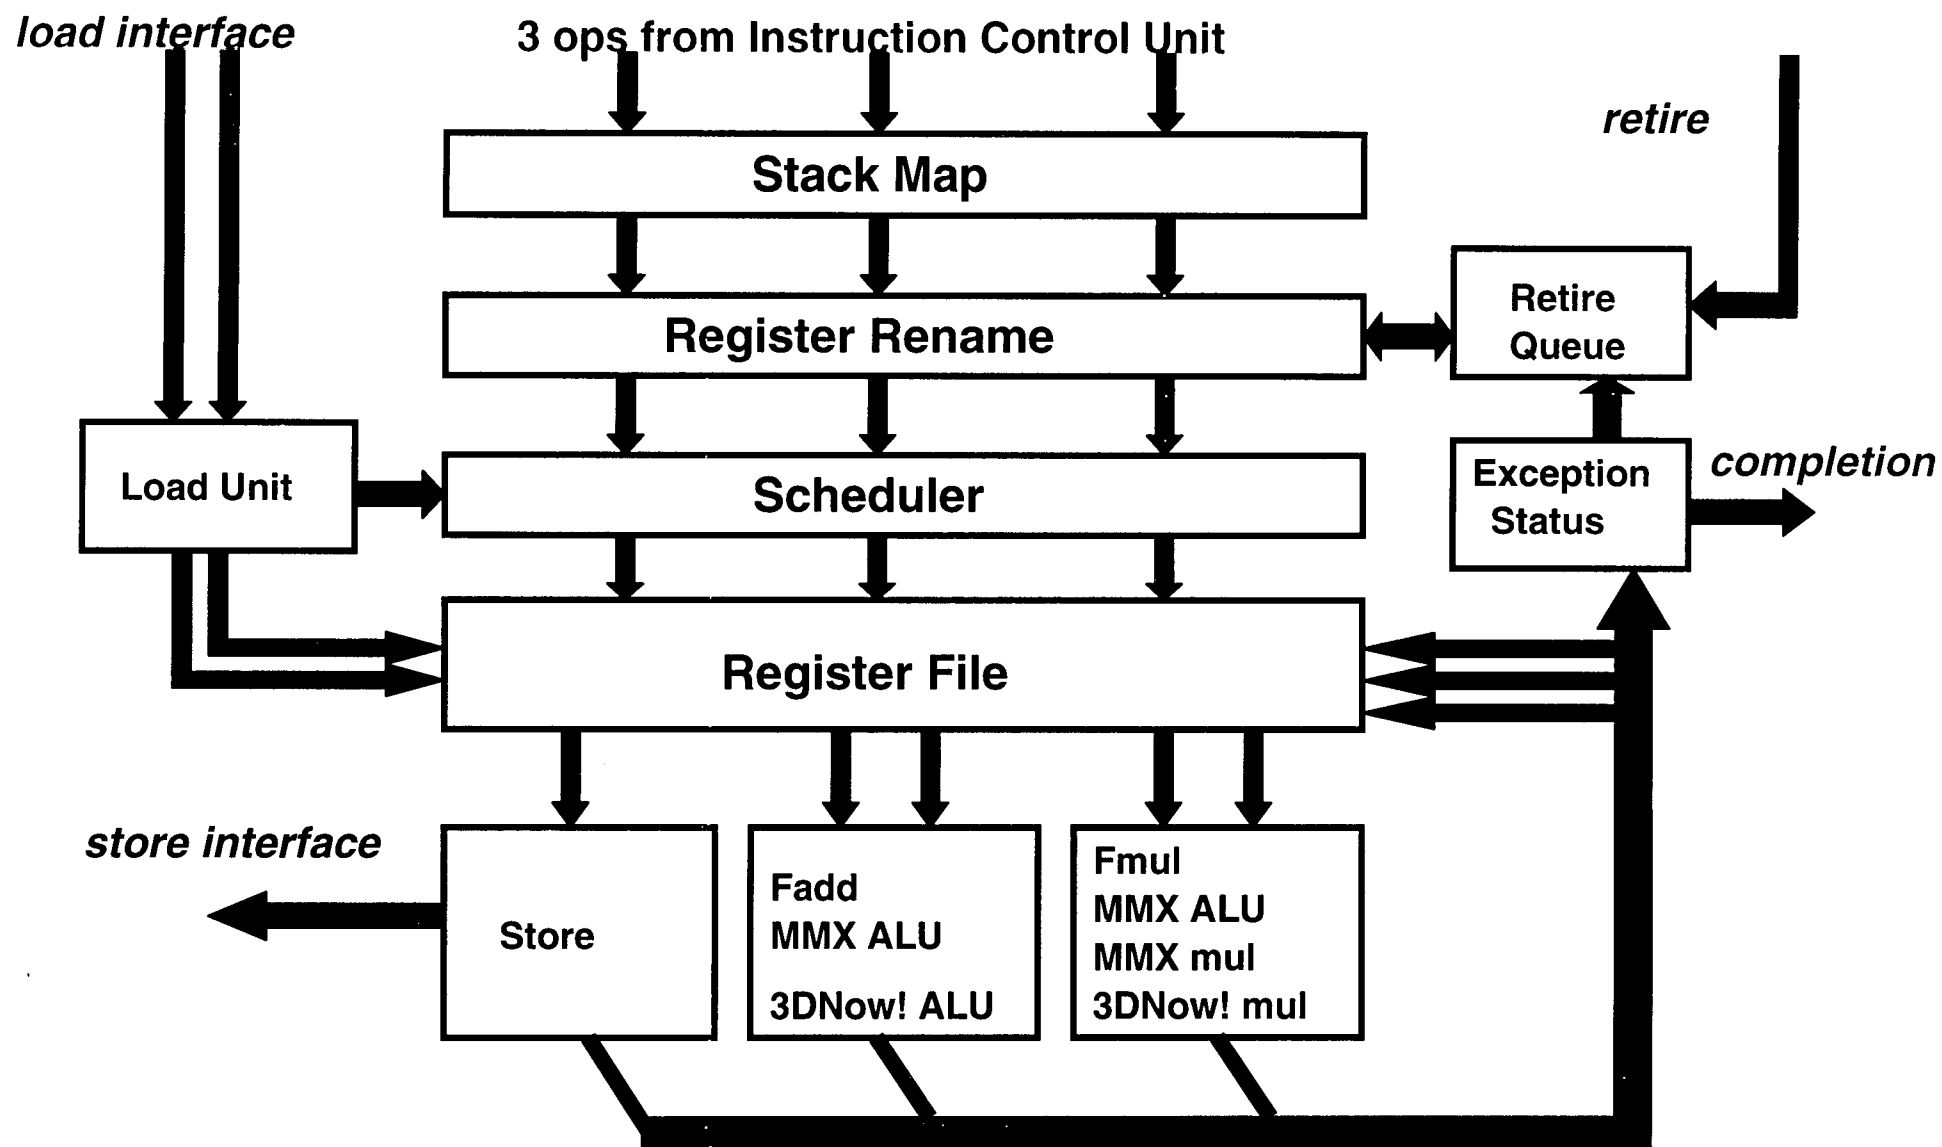 load interface
3 ops from Instruction Control Unit
retire
Stack Map
Retire
Queue
Register Rename
Load Unit
Scheduler
Exception
Status
completion
Register File
store interface
Store
Fadd
MMX ALU
3DNow! ALU
Fmul
MMX ALU
MMX mul
3DNow! mul